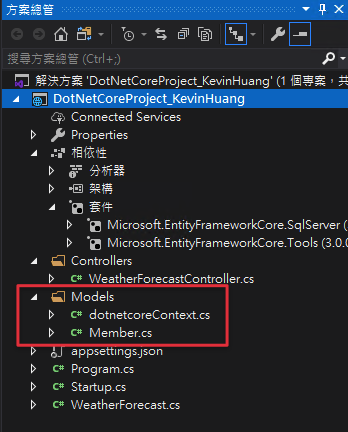 方案總管
搜尋方案總管 (Ctrl+;)
解決方案 'DotNetCoreProject_KevinHuang' (1 個專案，共
DotNetCoreProject_KevinHuang
Connected Services
Properties
相依性
分析器
架構
套件
Microsoft.EntityFrameworkCore.SqlServer (
Microsoft.EntityFrameworkCore.Tools (3.0.
Controllers
C# WeatherForecastController.cs
Models
C# dotnetcoreContext.cs
C# Member.cs
appsettings.json
C# Program.cs
C# Startup.cs
C# WeatherForecast.cs